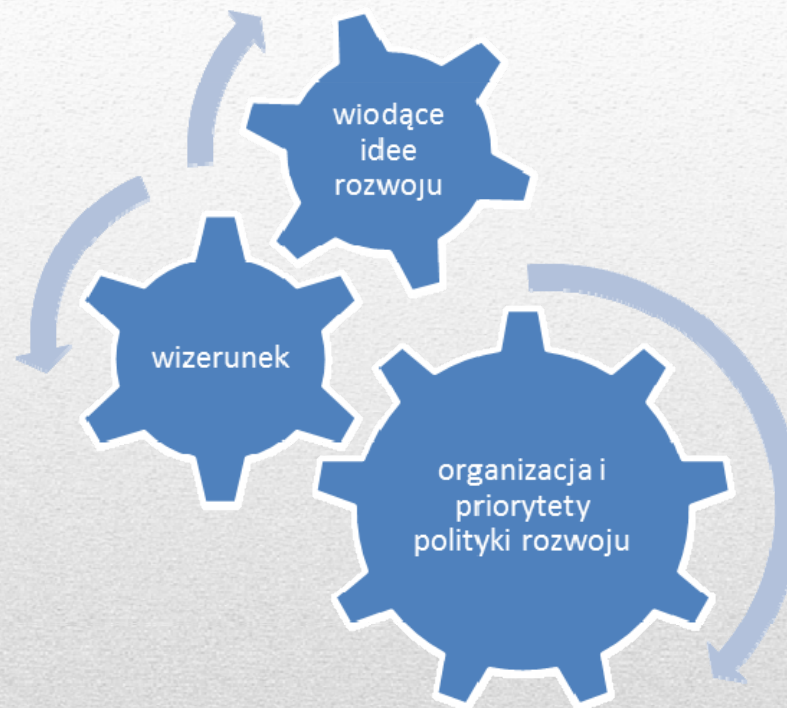 wiodące
idee
rozwoju
wizerunek
organizacja i
priorytety
polityki rozwoju